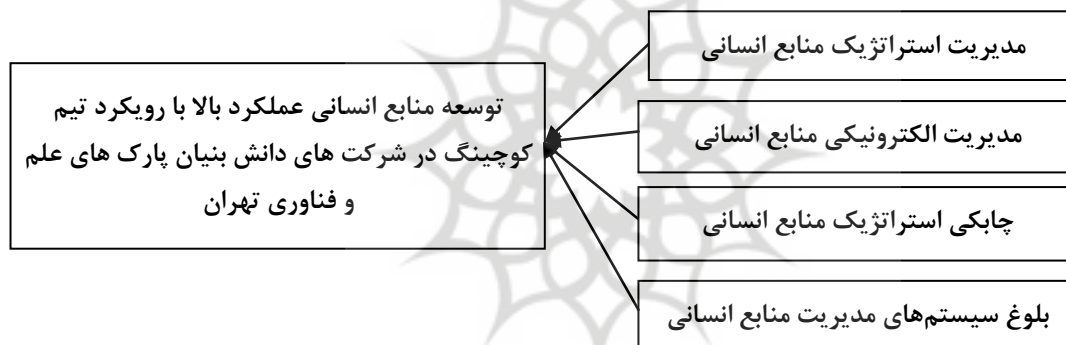 مدیریت استراتژیک منابع انسانی
مدیریت الکترونیکی منابع انسانی
چابکی استراتژیک منابع انسانی
بلوغ سیستم‌های مدیریت منابع انسانی
توسعه منابع انسانی عملکرد بالا با رویکرد تیم
کوچینگ در شرکت های دانش بنیان پارک های علم
و فناوری تهران